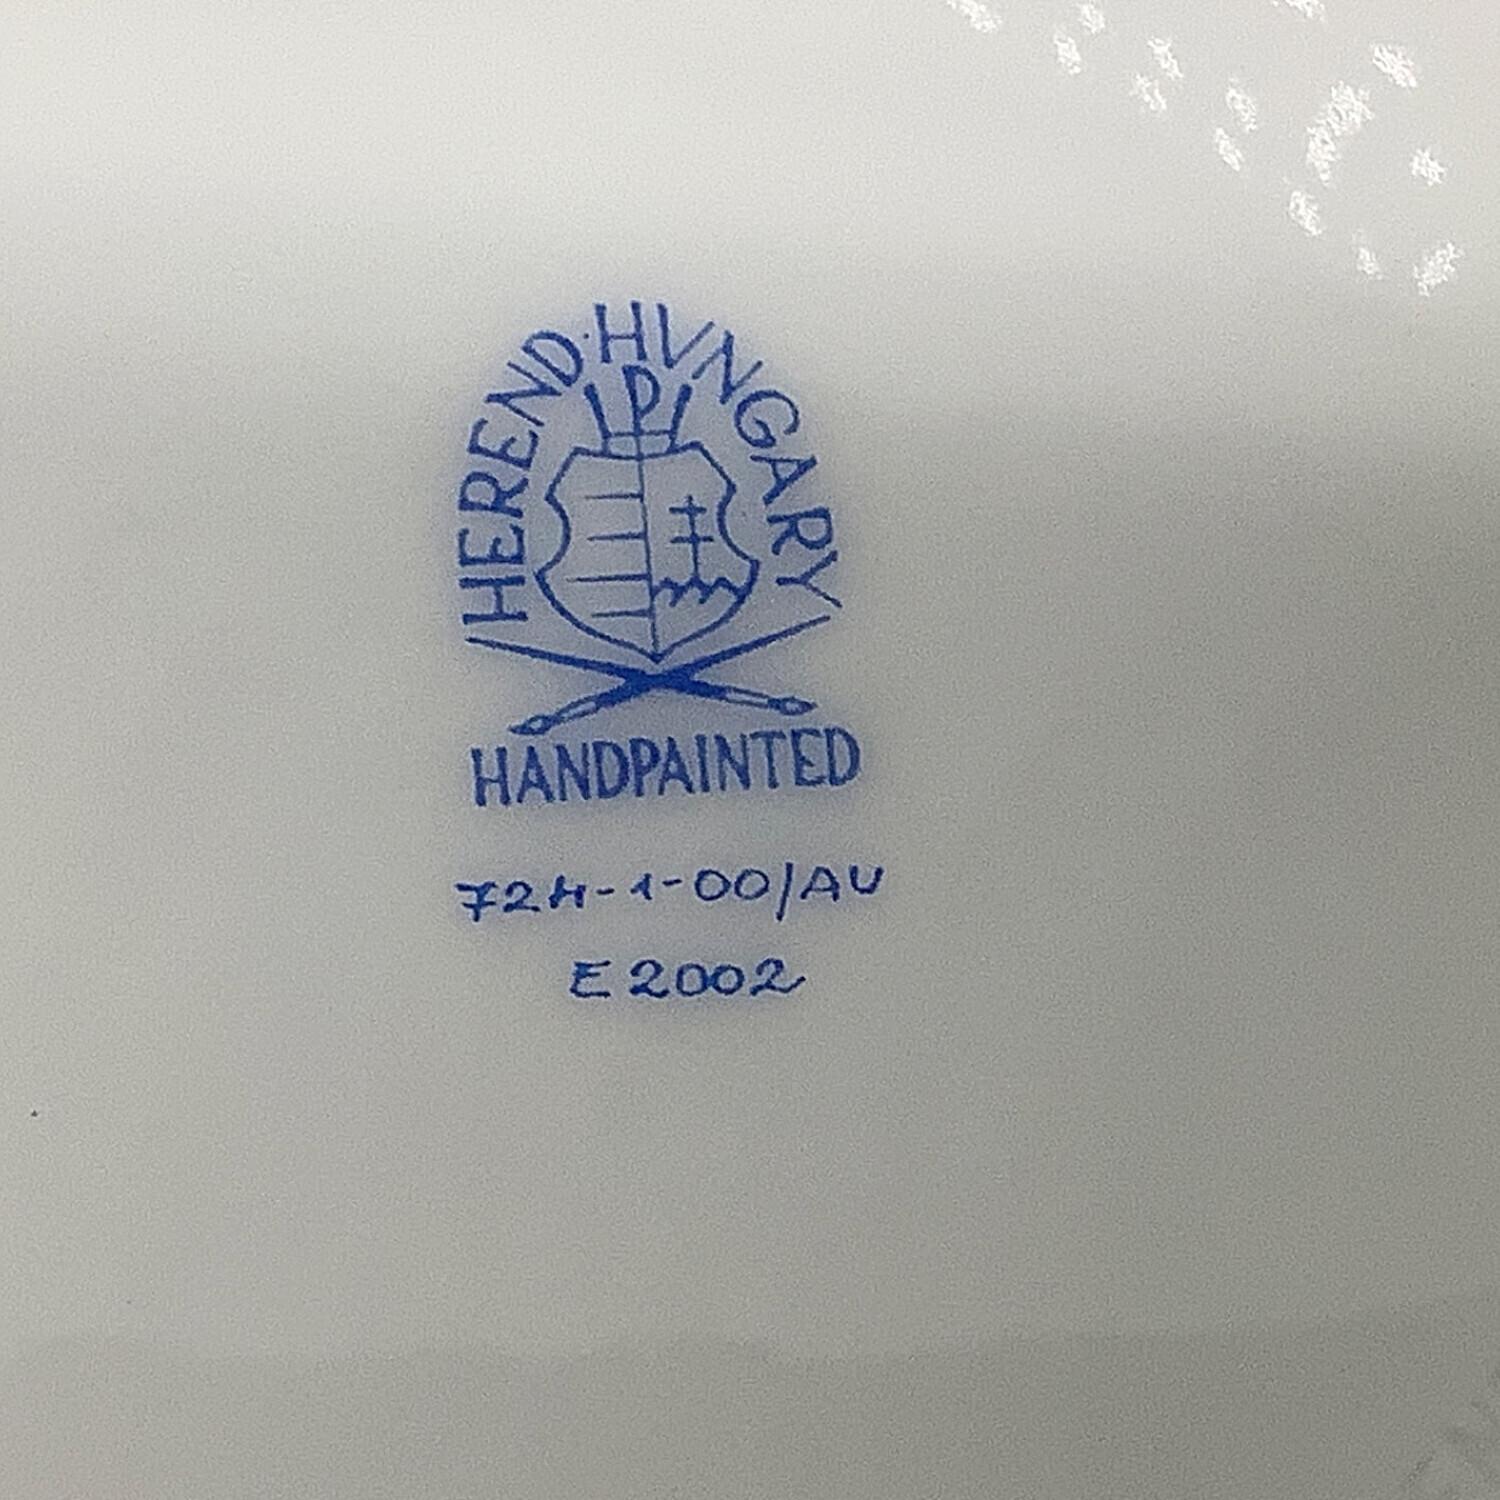 HEREND·HVNGARY
HANDPAINTED
724-1-00/AU
E2002